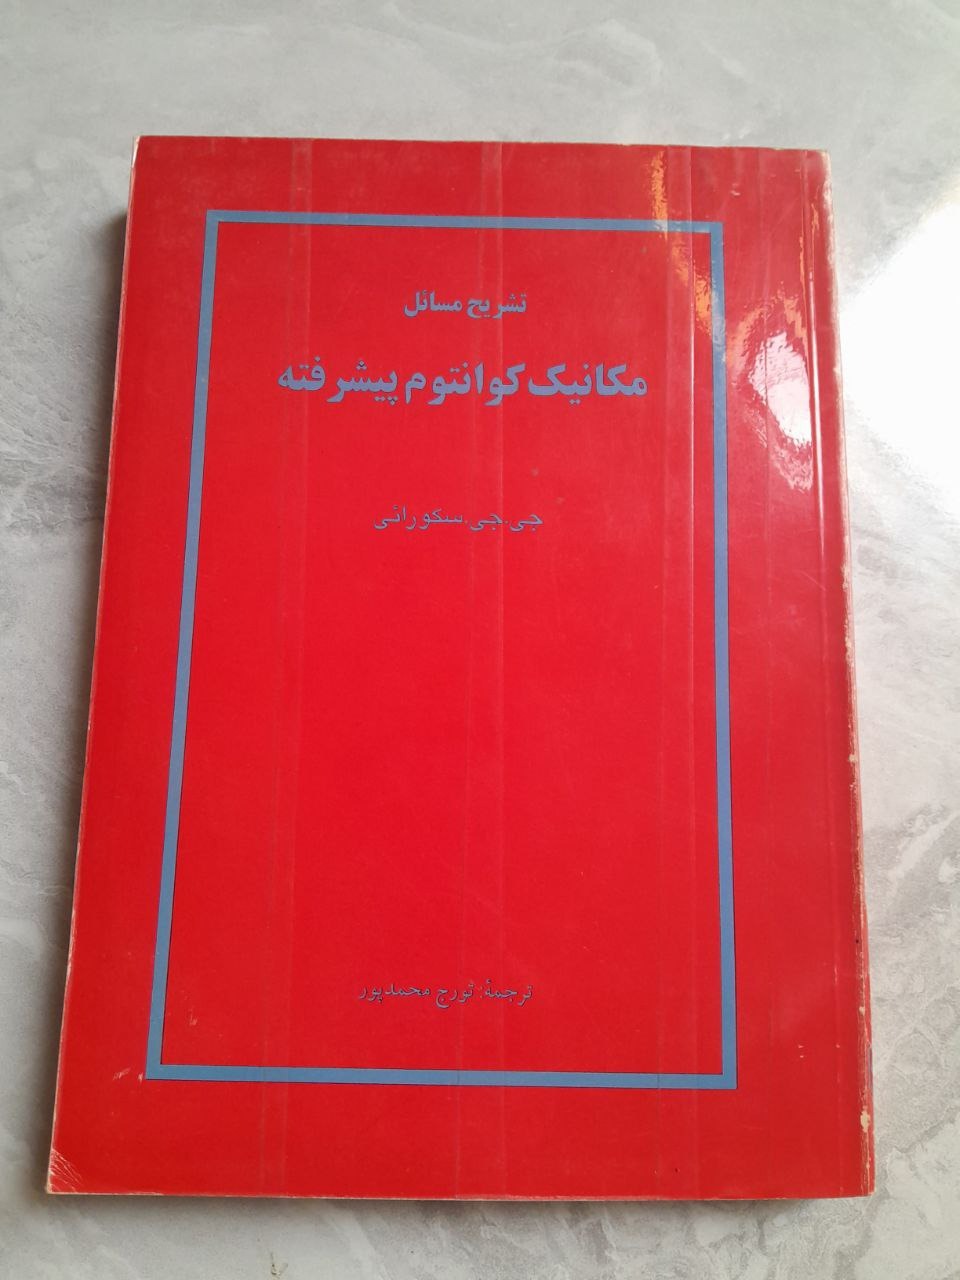 تشریح مسائل
مکانیک کوانتوم پیشرفته
جی.جی.سکورائی
ترجمهٔ: تورج محمدپور